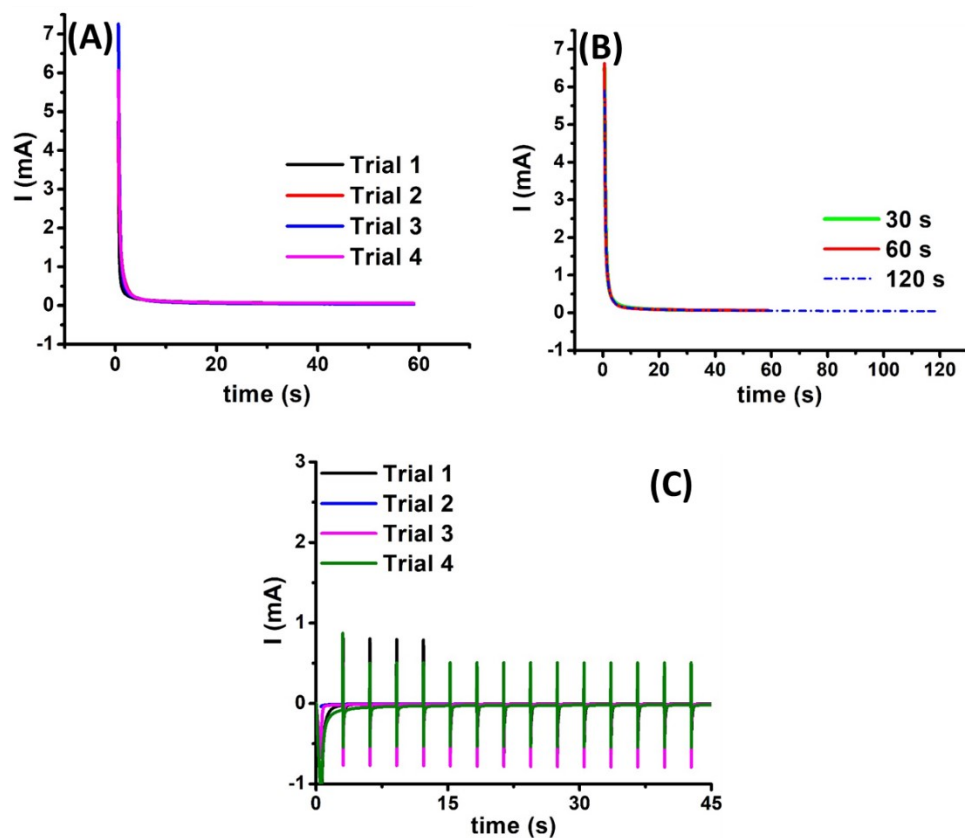 (A)
7
6
5
4
3
2
1
0
-1
I (mA)
Trial 1
Trial 2
Trial 3
Trial 4
0 20 40 60
time (s)
(B)
7
6
5
4
3
2
1
0
-1
I (mA)
30 s
60 s
120 s
0 20 40 60 80 100 120
time (s)
(C)
3
2
1
0
-1
I (mA)
Trial 1
Trial 2
Trial 3
Trial 4
0 15 30 45
time (s)